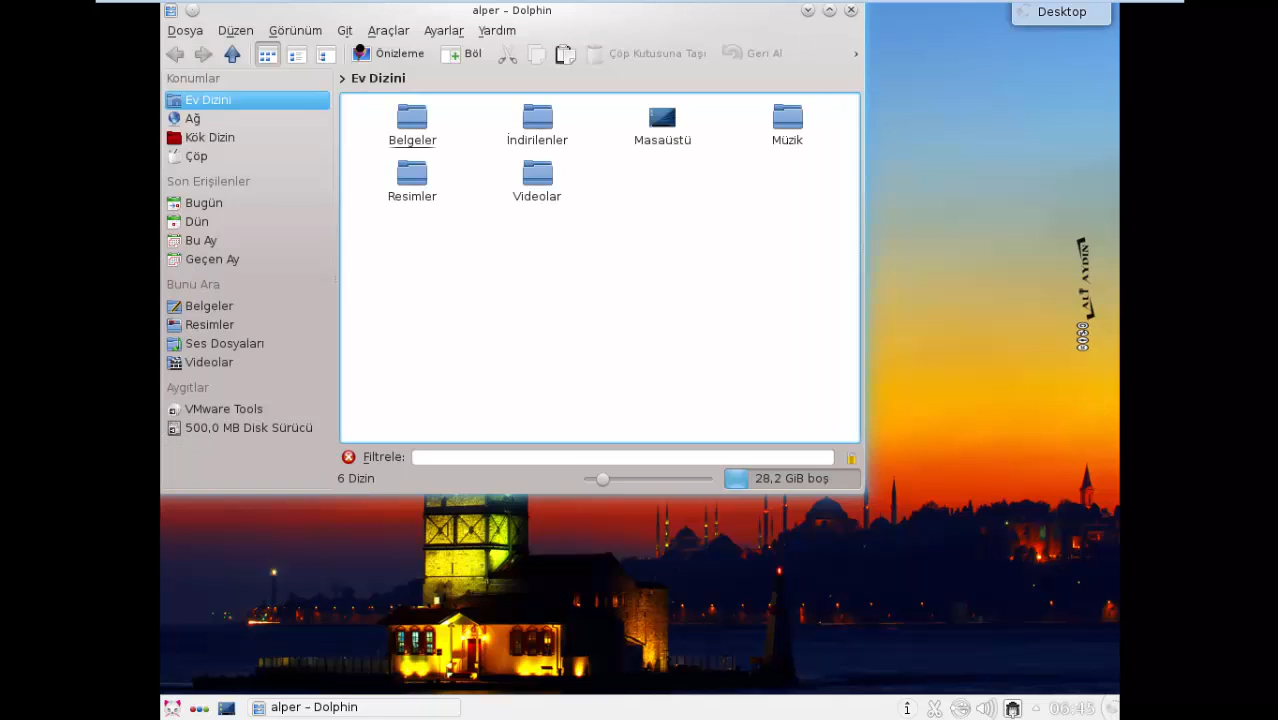 alper – Dolphin
Desktop
Dosya Düzen Görünüm Git Araçlar Ayarlar Yardım
Önizleme Böl Çöp Kutusuna Taşı Geri Al
Konumlar
Ev Dizini
Ağ
Kök Dizin
Çöp
Son Erişilenler
Bugün
Dün
Bu Ay
Geçen Ay
Bunu Ara
Belgeler
Resimler
Ses Dosyaları
Videolar
Aygıtlar
VMware Tools
500,0 MB Disk Sürücü
Ev Dizini
Belgeler İndirilenler Masaüstü Müzik
Resimler Videolar
Filtrele:
6 Dizin
28,2 GiB boş
ALİ AYDIN
alper – Dolphin
06:45